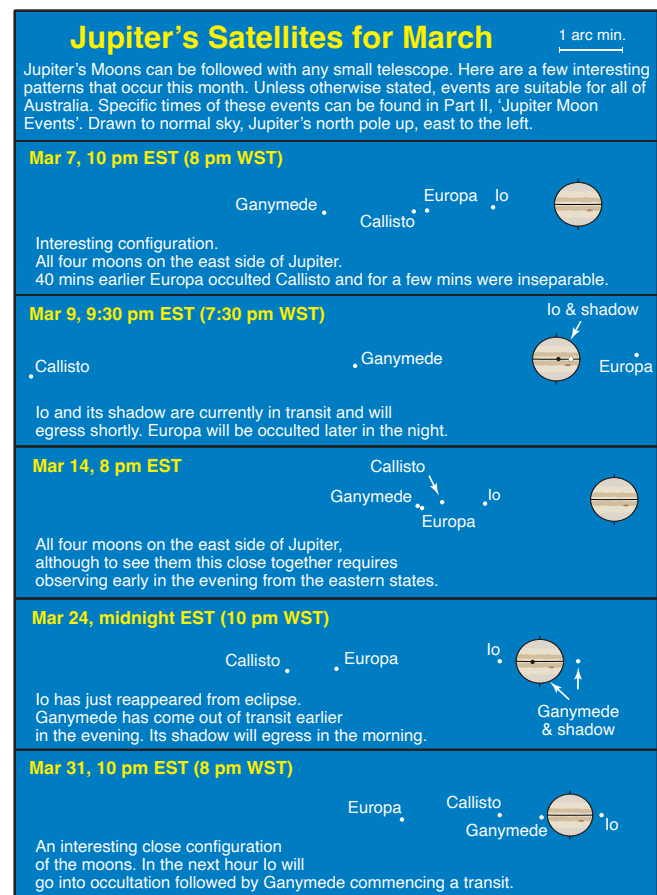 Jupiter's Satellites for March
1 arc min.
Jupiter's Moons can be followed with any small telescope. Here are a few interesting
patterns that occur this month. Unless otherwise stated, events are suitable for all of
Australia. Specific times of these events can be found in Part II, 'Jupiter Moon
Events'. Drawn to normal sky, Jupiter's north pole up, east to the left.
Mar 7, 10 pm EST (8 pm WST)
Ganymede
Callisto
Europa
Io
Interesting configuration.
All four moons on the east side of Jupiter.
40 mins earlier Europa occulted Callisto and for a few mins were inseparable.
Mar 9, 9:30 pm EST (7:30 pm WST)
Io & shadow
Callisto
Ganymede
Europa
Io and its shadow are currently in transit and will
egress shortly. Europa will be occulted later in the night.
Mar 14, 8 pm EST
Callisto
Ganymede
Europa
Io
All four moons on the east side of Jupiter,
although to see them this close together requires
observing early in the evening from the eastern states.
Mar 24, midnight EST (10 pm WST)
Callisto
Europa
Io
Ganymede
& shadow
Io has just reappeared from eclipse.
Ganymede has come out of transit earlier
in the evening. Its shadow will egress in the morning.
Mar 31, 10 pm EST (8 pm WST)
Europa
Callisto
Ganymede
Io
An interesting close configuration
of the moons. In the next hour Io will
go into occultation followed by Ganymede commencing a transit.